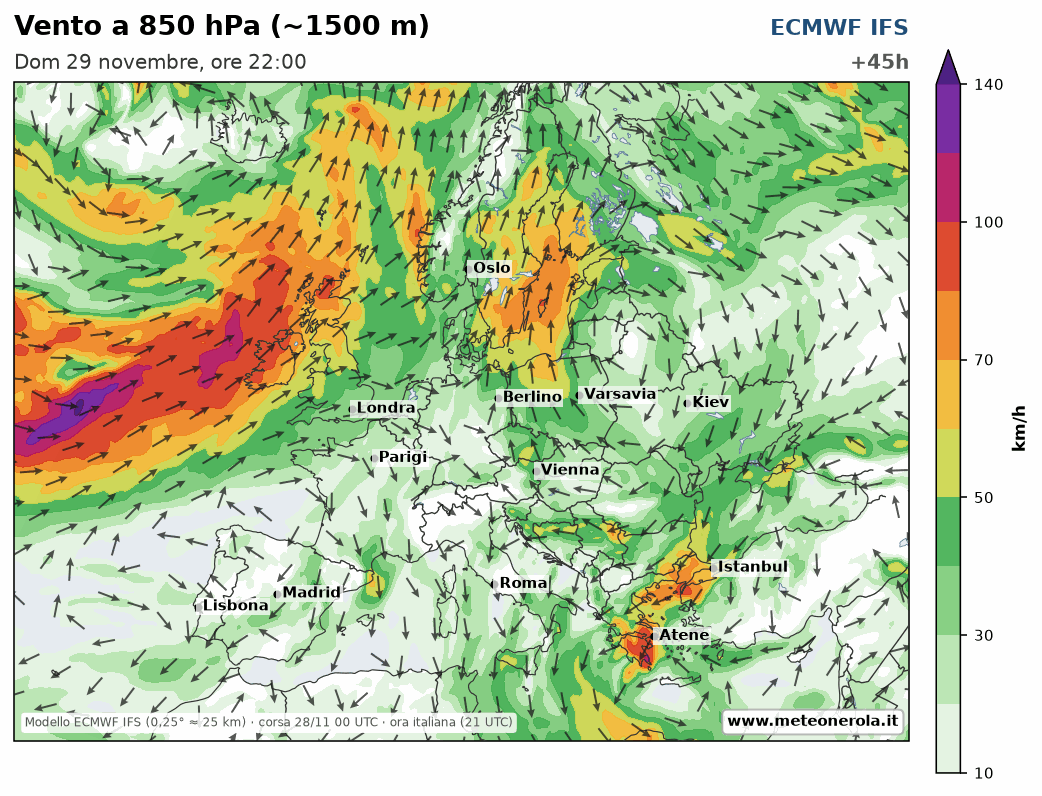 Vento a 850 hPa (~1500 m)
ECMWF IFS
Dom 29 novembre, ore 22:00
+45h
140
100
70
50
30
10
km/h
Oslo
Berlino
Varsavia
Kiev
Londra
Parigi
Vienna
Istanbul
Roma
Madrid
Lisbona
Atene
Modello ECMWF IFS (0,25° ≈ 25 km) · corsa 28/11 00 UTC · ora italiana (21 UTC)
www.meteonerola.it